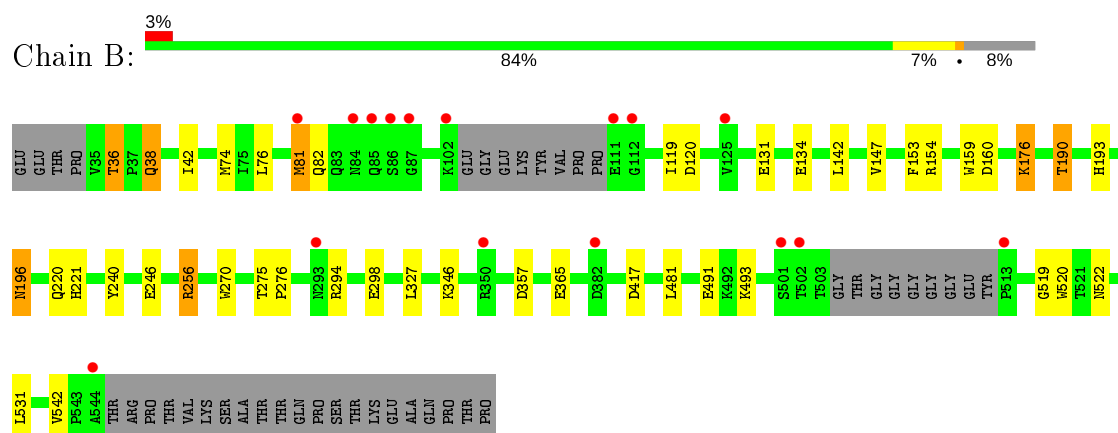 3%
Chain B:
84% 7% • 8%
GLU GLU THR PRO V35 T36 P37 Q38 I42 M74 I75 L76 M81 Q82 Q83 N84 Q85 S86 G87 K102 GLU GLY GLU LYS TYR VAL PRO PRO E111 G112 I119 D120 V125 E131 E134 L142 V147 F153 R154 W159 D160 K176 T190 H193
N196 Q220 H221 Y240 E246 R256 W270 T275 P276 N293 R294 E298 L327 K346 R350 D357 E365 D382 D417 L481 E491 K492 K493 S501 T502 T503 GLY THR GLY GLY GLY GLY GLY GLU TYR P513 G519 W520 T521 N522
L531 V542 P543 A544 THR ARG PRO THR VAL LYS SER ALA THR THR GLN PRO SER THR LYS GLU ALA GLN PRO THR PRO